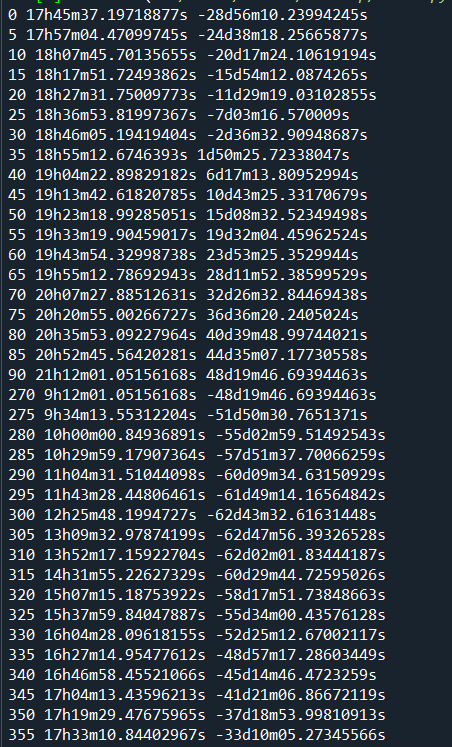 0 17h45m37.19718877s -28d56m10.23994245s
5 17h57m04.47099745s -24d38m18.25655877s
10 18h07m45.70135655s -20d17m24.10619194s
15 18h17m51.72493862s -15d54m12.0874265s
20 18h27m31.75009773s -11d29m19.03102855s
25 18h36m53.81997367s -7d03m16.570009s
30 18h46m05.19419404s -2d36m32.90948687s
35 18h55m12.6746393s 1d50m25.72338047s
40 19h04m22.89829182s 6d17m13.80952994s
45 19h13m42.61820785s 10d43m25.33170679s
50 19h23m18.99285051s 15d08m32.52349498s
55 19h33m19.90459017s 19d32m04.45962524s
60 19h43m54.32998738s 23d53m25.3529944s
65 19h55m12.78692943s 28d11m52.38599529s
70 20h07m27.88512631s 32d26m32.84469438s
75 20h20m55.00266727s 36d36m20.2405024s
80 20h35m53.09227964s 40d39m48.99744021s
85 20h52m45.56420281s 44d35m07.17730558s
90 21h12m01.05156168s 48d19m46.69394463s
270 9h12m01.05156168s -48d19m46.69394463s
275 9h34m13.55312204s -51d50m30.7651371s
280 10h00m00.84936891s -55d02m59.51492543s
285 10h29m59.17907364s -57d51m37.70066259s
290 11h04m31.51044098s -60d09m34.63150929s
295 11h43m28.44806461s -61d49m14.16564842s
300 12h25m48.1994727s -62d43m32.61631448s
305 13h09m32.97874199s -62d47m56.39326528s
310 13h52m17.15922704s -62d02m01.83444187s
315 14h31m55.22627329s -60d29m44.72595026s
320 15h07m15.18753922s -58d17m51.73848663s
325 15h37m59.84047887s -55d34m00.43576128s
330 16h04m28.09618155s -52d25m12.67002117s
335 16h27m14.95477612s -48d57m17.28603449s
340 16h46m58.45521066s -45d14m46.4723259s
345 17h04m13.43596213s -41d21m06.86672119s
350 17h19m29.47675965s -37d18m53.99810913s
355 17h33m10.84402967s -33d10m05.27345566s